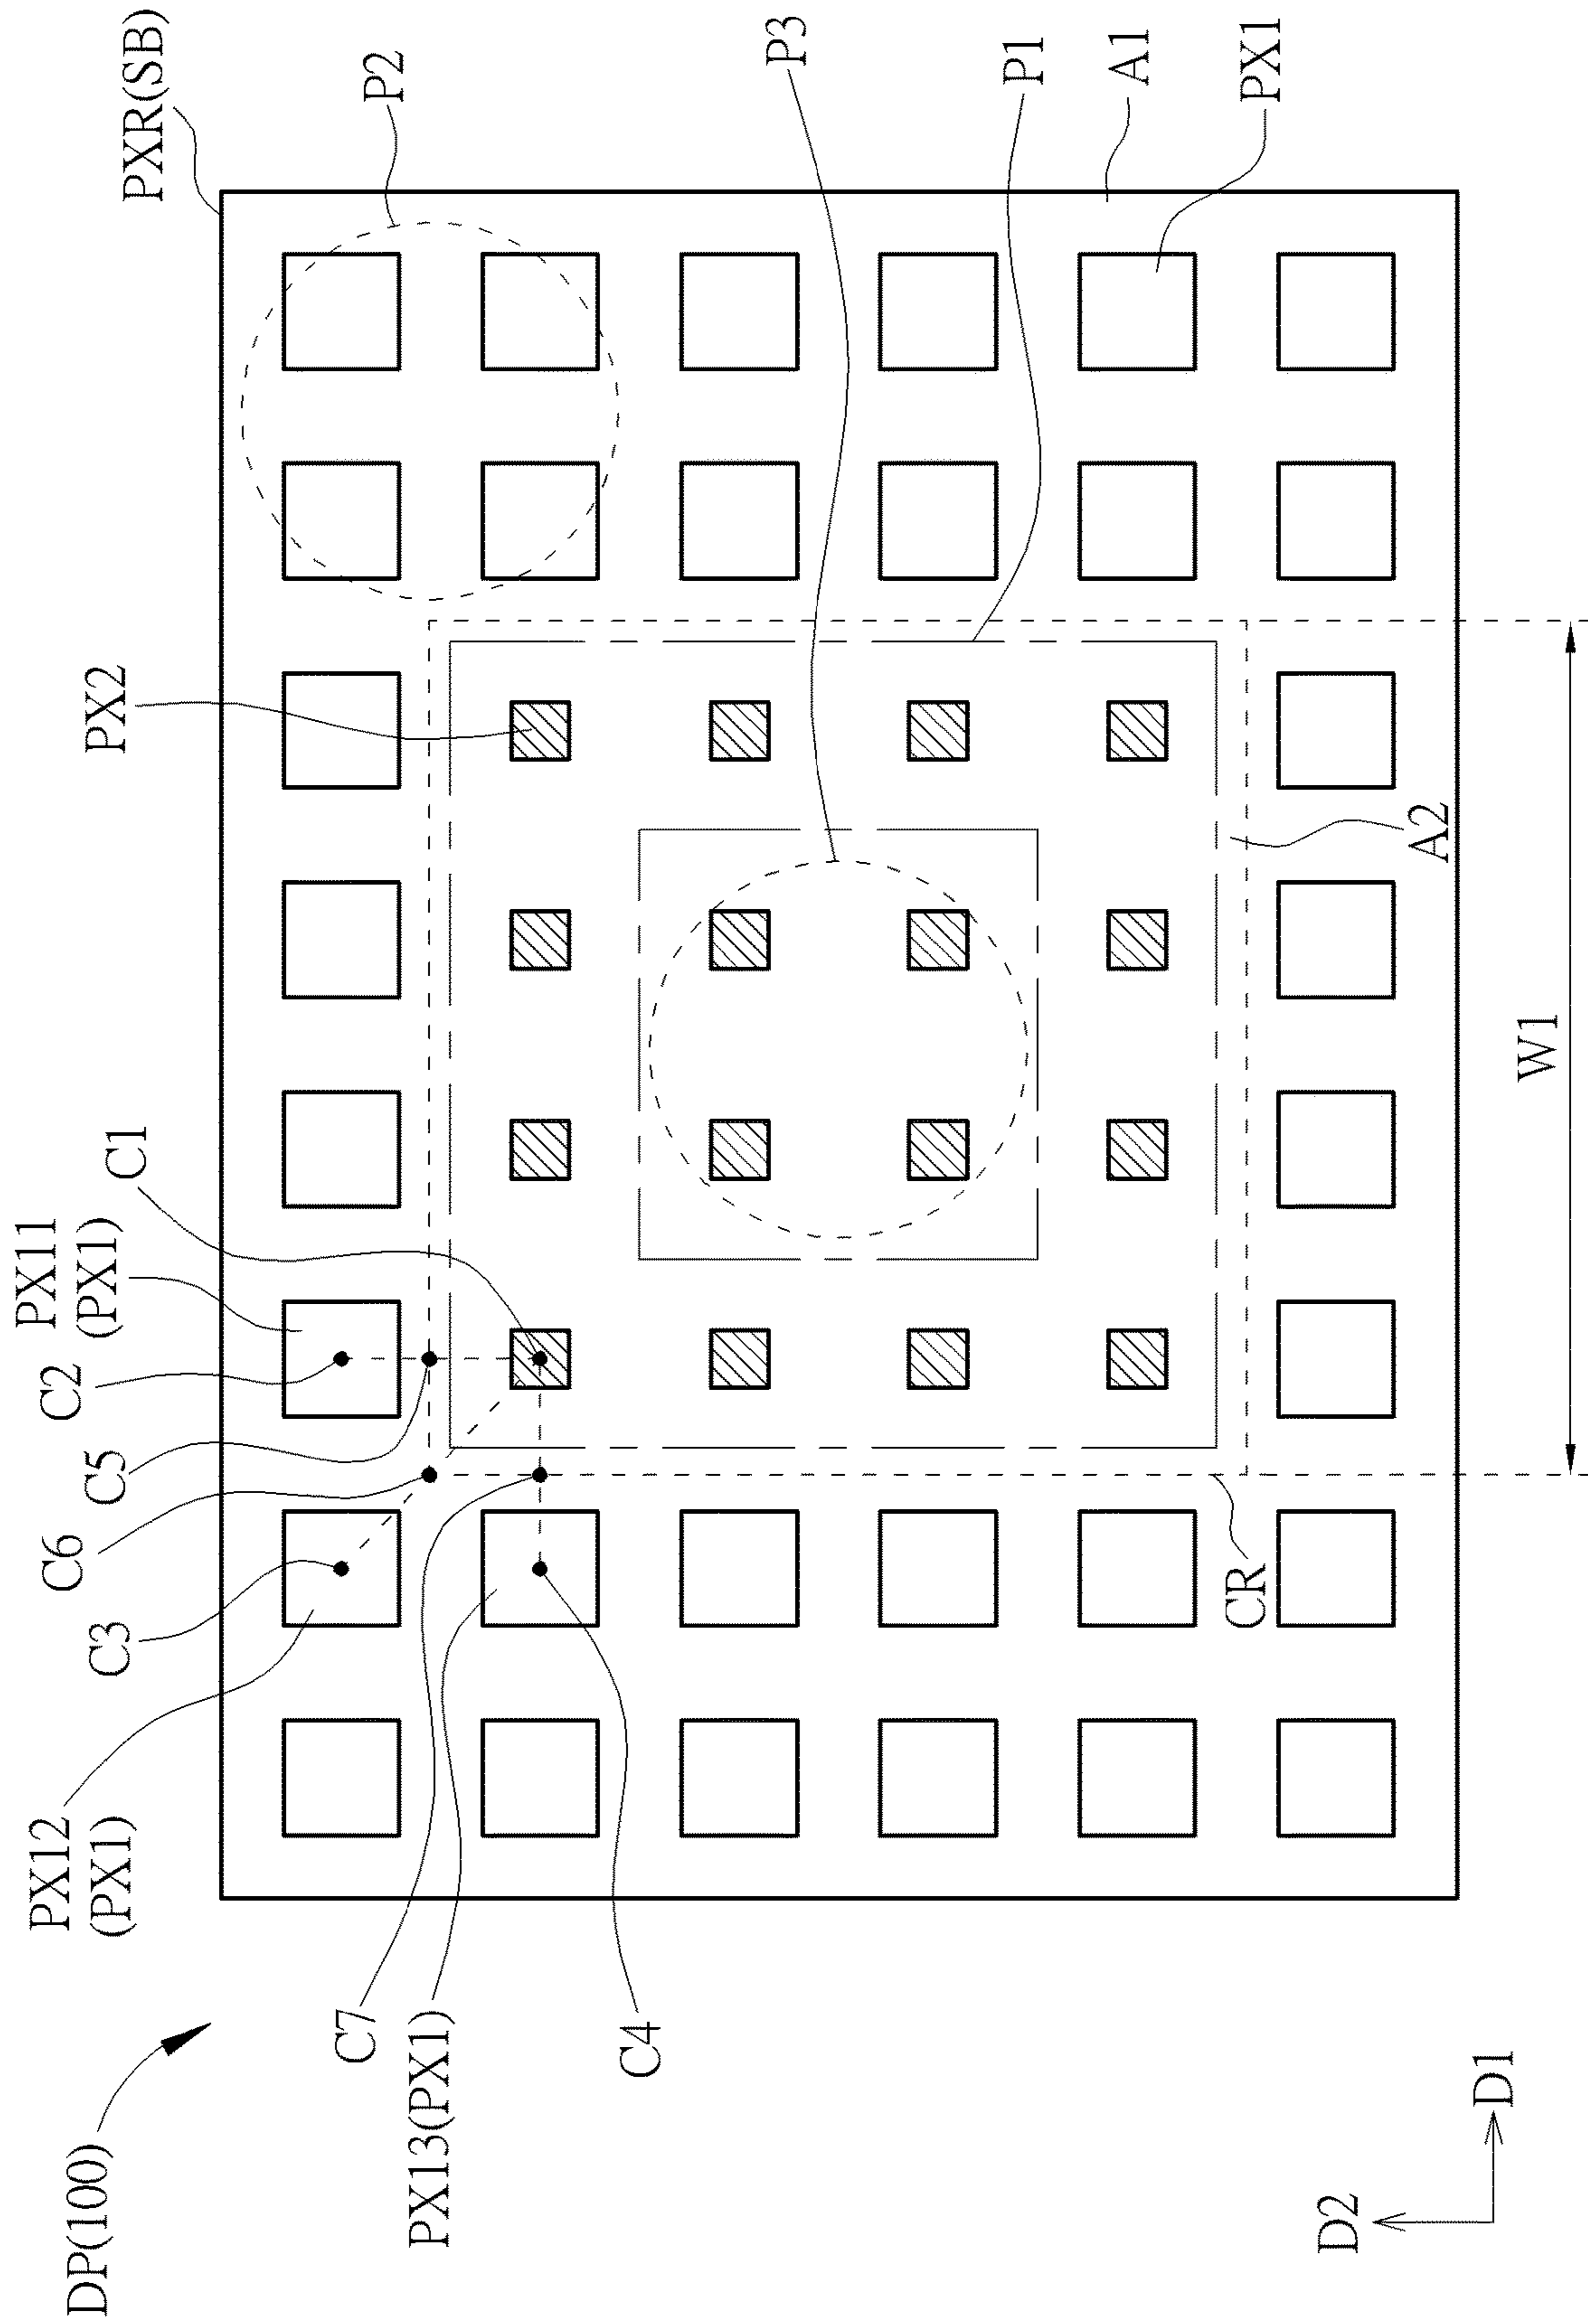 DP(100)
PX12
(PX1)
C3
C6
C5
C2
PX11
(PX1)
C1
PX2
PXR(SB)
P2
P3
P1
A1
PX1
C7
PX13(PX1)
C4
CR
A2
W1
D2
D1